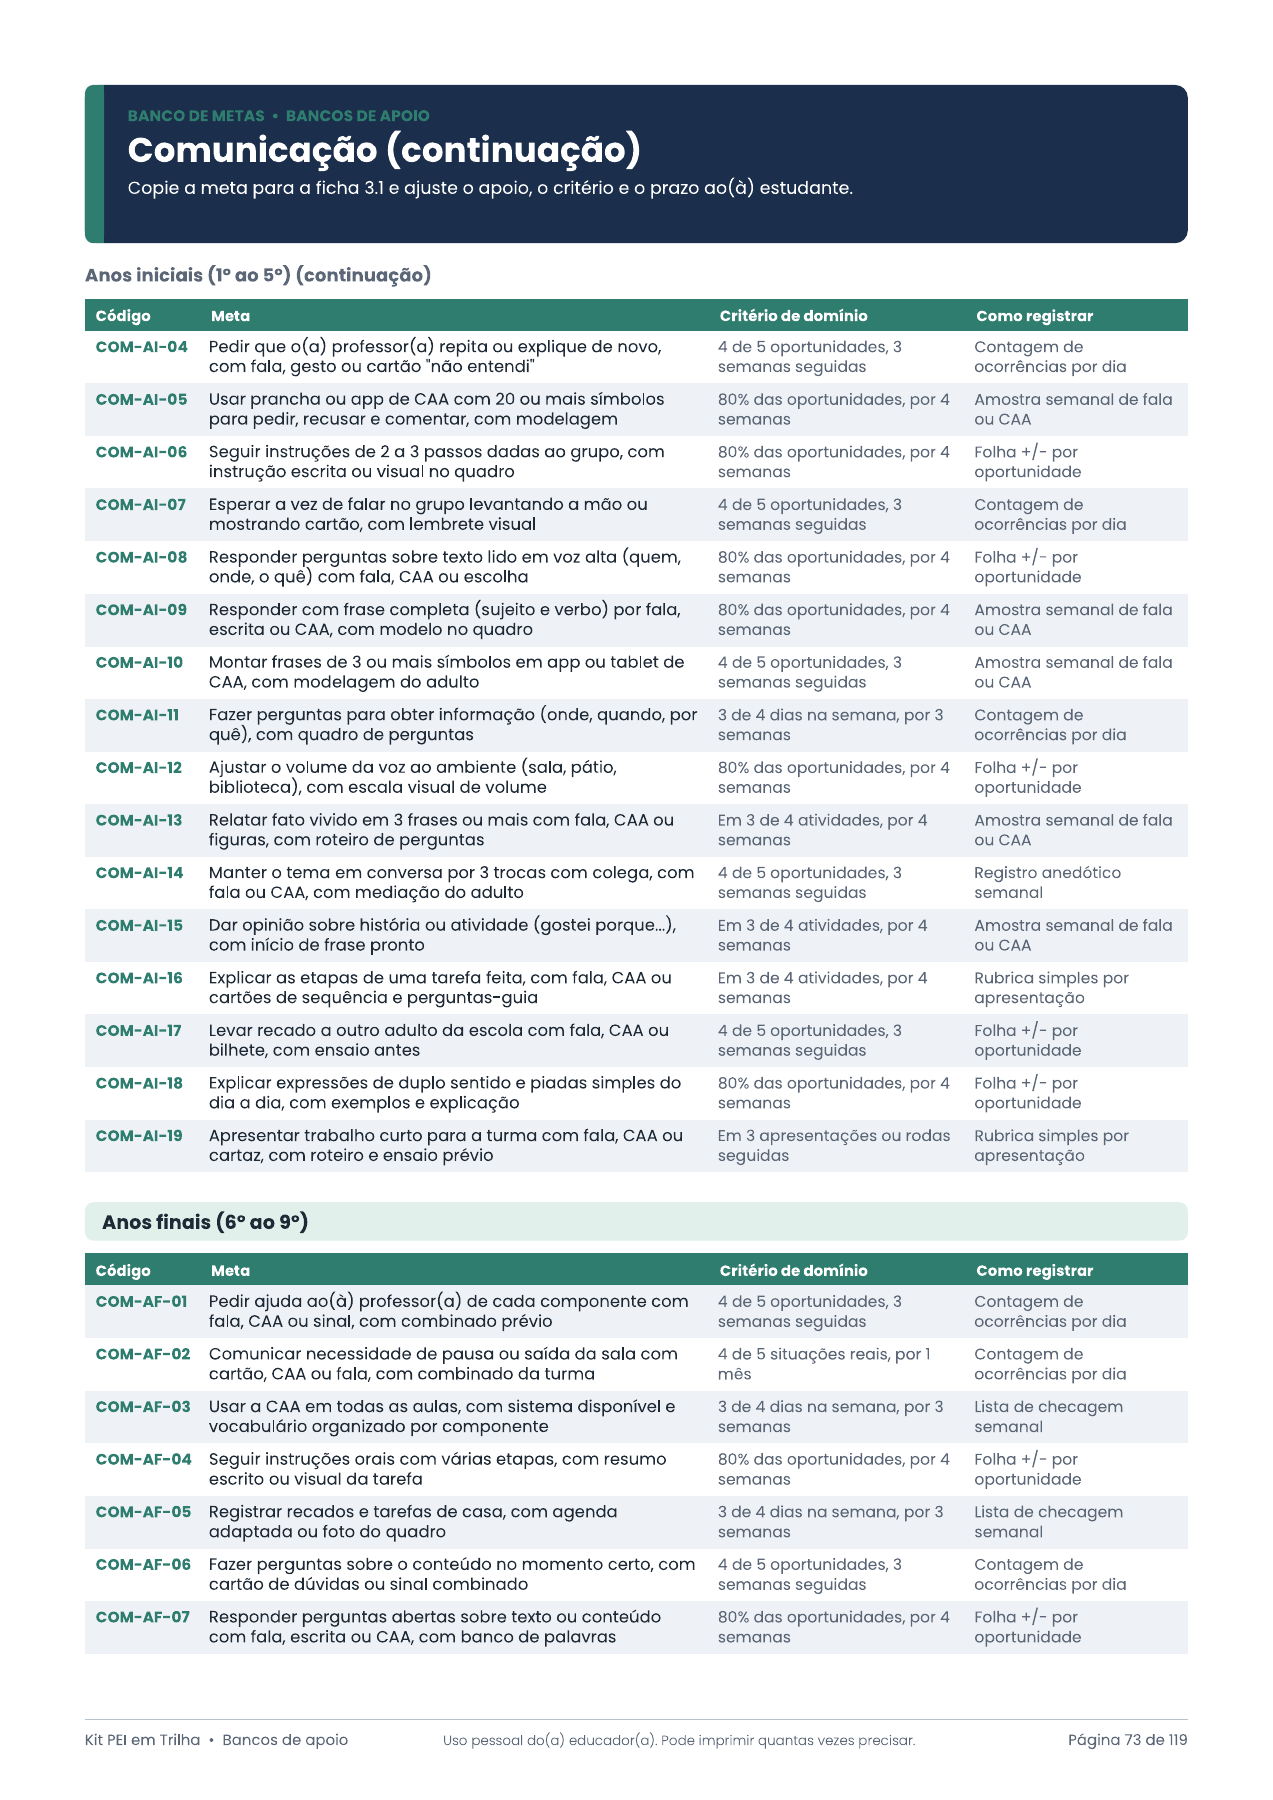 BANCO DE METAS • BANCOS DE APOIO
Comunicação (continuação)
Copie a meta para a ficha 3.1 e ajuste o apoio, o critério e o prazo ao(à) estudante.
Anos iniciais (1º ao 5º) (continuação)
Código Meta Critério de domínio Como registrar
COM-AI-04 Pedir que o(a) professor(a) repita ou explique de novo, 4 de 5 oportunidades, 3 Contagem de
com fala, gesto ou cartão "não entendi" semanas seguidas ocorrências por dia
COM-AI-05 Usar prancha ou app de CAA com 20 ou mais símbolos 80% das oportunidades, por 4 Amostra semanal de fala
para pedir, recusar e comentar, com modelagem semanas ou CAA
COM-AI-06 Seguir instruções de 2 a 3 passos dadas ao grupo, com 80% das oportunidades, por 4 Folha +/- por
instrução escrita ou visual no quadro semanas oportunidade
COM-AI-07 Esperar a vez de falar no grupo levantando a mão ou 4 de 5 oportunidades, 3 Contagem de
mostrando cartão, com lembrete visual semanas seguidas ocorrências por dia
COM-AI-08 Responder perguntas sobre texto lido em voz alta (quem, 80% das oportunidades, por 4 Folha +/- por
onde, o quê) com fala, CAA ou escolha semanas oportunidade
COM-AI-09 Responder com frase completa (sujeito e verbo) por fala, 80% das oportunidades, por 4 Amostra semanal de fala
escrita ou CAA, com modelo no quadro semanas ou CAA
COM-AI-10 Montar frases de 3 ou mais símbolos em app ou tablet de 4 de 5 oportunidades, 3 Amostra semanal de fala
CAA, com modelagem do adulto semanas seguidas ou CAA
COM-AI-11 Fazer perguntas para obter informação (onde, quando, por 3 de 4 dias na semana, por 3 Contagem de
quê), com quadro de perguntas semanas ocorrências por dia
COM-AI-12 Ajustar o volume da voz ao ambiente (sala, pátio, 80% das oportunidades, por 4 Folha +/- por
biblioteca), com escala visual de volume semanas oportunidade
COM-AI-13 Relatar fato vivido em 3 frases ou mais com fala, CAA ou Em 3 de 4 atividades, por 4 Amostra semanal de fala
figuras, com roteiro de perguntas semanas ou CAA
COM-AI-14 Manter o tema em conversa por 3 trocas com colega, com 4 de 5 oportunidades, 3 Registro anedótico
fala ou CAA, com mediação do adulto semanas seguidas semanal
COM-AI-15 Dar opinião sobre história ou atividade (gostei porque...), Em 3 de 4 atividades, por 4 Amostra semanal de fala
com início de frase pronto semanas ou CAA
COM-AI-16 Explicar as etapas de uma tarefa feita, com fala, CAA ou Em 3 de 4 atividades, por 4 Rubrica simples por
cartões de sequência e perguntas-guia semanas apresentação
COM-AI-17 Levar recado a outro adulto da escola com fala, CAA ou 4 de 5 oportunidades, 3 Folha +/- por
bilhete, com ensaio antes semanas seguidas oportunidade
COM-AI-18 Explicar expressões de duplo sentido e piadas simples do 80% das oportunidades, por 4 Folha +/- por
dia a dia, com exemplos e explicação semanas oportunidade
COM-AI-19 Apresentar trabalho curto para a turma com fala, CAA ou Em 3 apresentações ou rodas Rubrica simples por
cartaz, com roteiro e ensaio prévio seguidas apresentação
Anos finais (6º ao 9º)
Código Meta Critério de domínio Como registrar
COM-AF-01 Pedir ajuda ao(à) professor(a) de cada componente com 4 de 5 oportunidades, 3 Contagem de
fala, CAA ou sinal, com combinado prévio semanas seguidas ocorrências por dia
COM-AF-02 Comunicar necessidade de pausa ou saída da sala com 4 de 5 situações reais, por 1 Contagem de
cartão, CAA ou fala, com combinado da turma mês ocorrências por dia
COM-AF-03 Usar a CAA em todas as aulas, com sistema disponível e 3 de 4 dias na semana, por 3 Lista de checagem
vocabulário organizado por componente semanas semanal
COM-AF-04 Seguir instruções orais com várias etapas, com resumo 80% das oportunidades, por 4 Folha +/- por
escrito ou visual da tarefa semanas oportunidade
COM-AF-05 Registrar recados e tarefas de casa, com agenda 3 de 4 dias na semana, por 3 Lista de checagem
adaptada ou foto do quadro semanas semanal
COM-AF-06 Fazer perguntas sobre o conteúdo no momento certo, com 4 de 5 oportunidades, 3 Contagem de
cartão de dúvidas ou sinal combinado semanas seguidas ocorrências por dia
COM-AF-07 Responder perguntas abertas sobre texto ou conteúdo 80% das oportunidades, por 4 Folha +/- por
com fala, escrita ou CAA, com banco de palavras semanas oportunidade
Kit PEI em Trilha • Bancos de apoio Uso pessoal do(a) educador(a). Pode imprimir quantas vezes precisar. Página 73 de 119